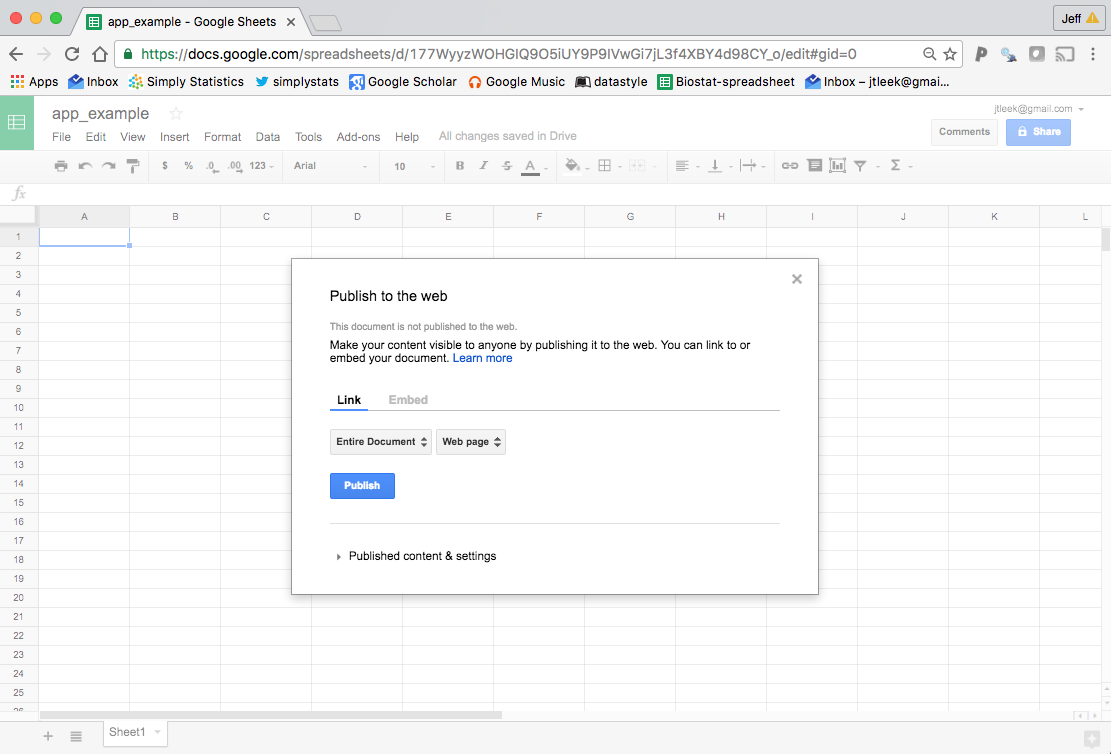 app_example - Google Sheets
Jeff
https://docs.google.com/spreadsheets/d/177WyyzWOHGlQ9O5iUY9P9IVwGi7jL3f4XBY4d98CY_o/edit#gid=0
Apps Inbox Simply Statistics simplystats Google Scholar Google Music datastyle Biostat-spreadsheet Inbox – jtleek@gmai...
app_example
jtleek@gmail.com
File Edit View Insert Format Data Tools Add-ons Help All changes saved in Drive
Comments Share
$ % .0 .00 123 Arial 10 B I S A Σ
fx
A B C D E F G H I J K L
1
2
3
4
5
6
7
8
9
10
11
12
13
14
15
16
17
18
19
20
21
22
23
24
25
26
Publish to the web
This document is not published to the web.
Make your content visible to anyone by publishing it to the web. You can link to or
embed your document. Learn more
Link Embed
Entire Document Web page
Publish
Published content & settings
Sheet1